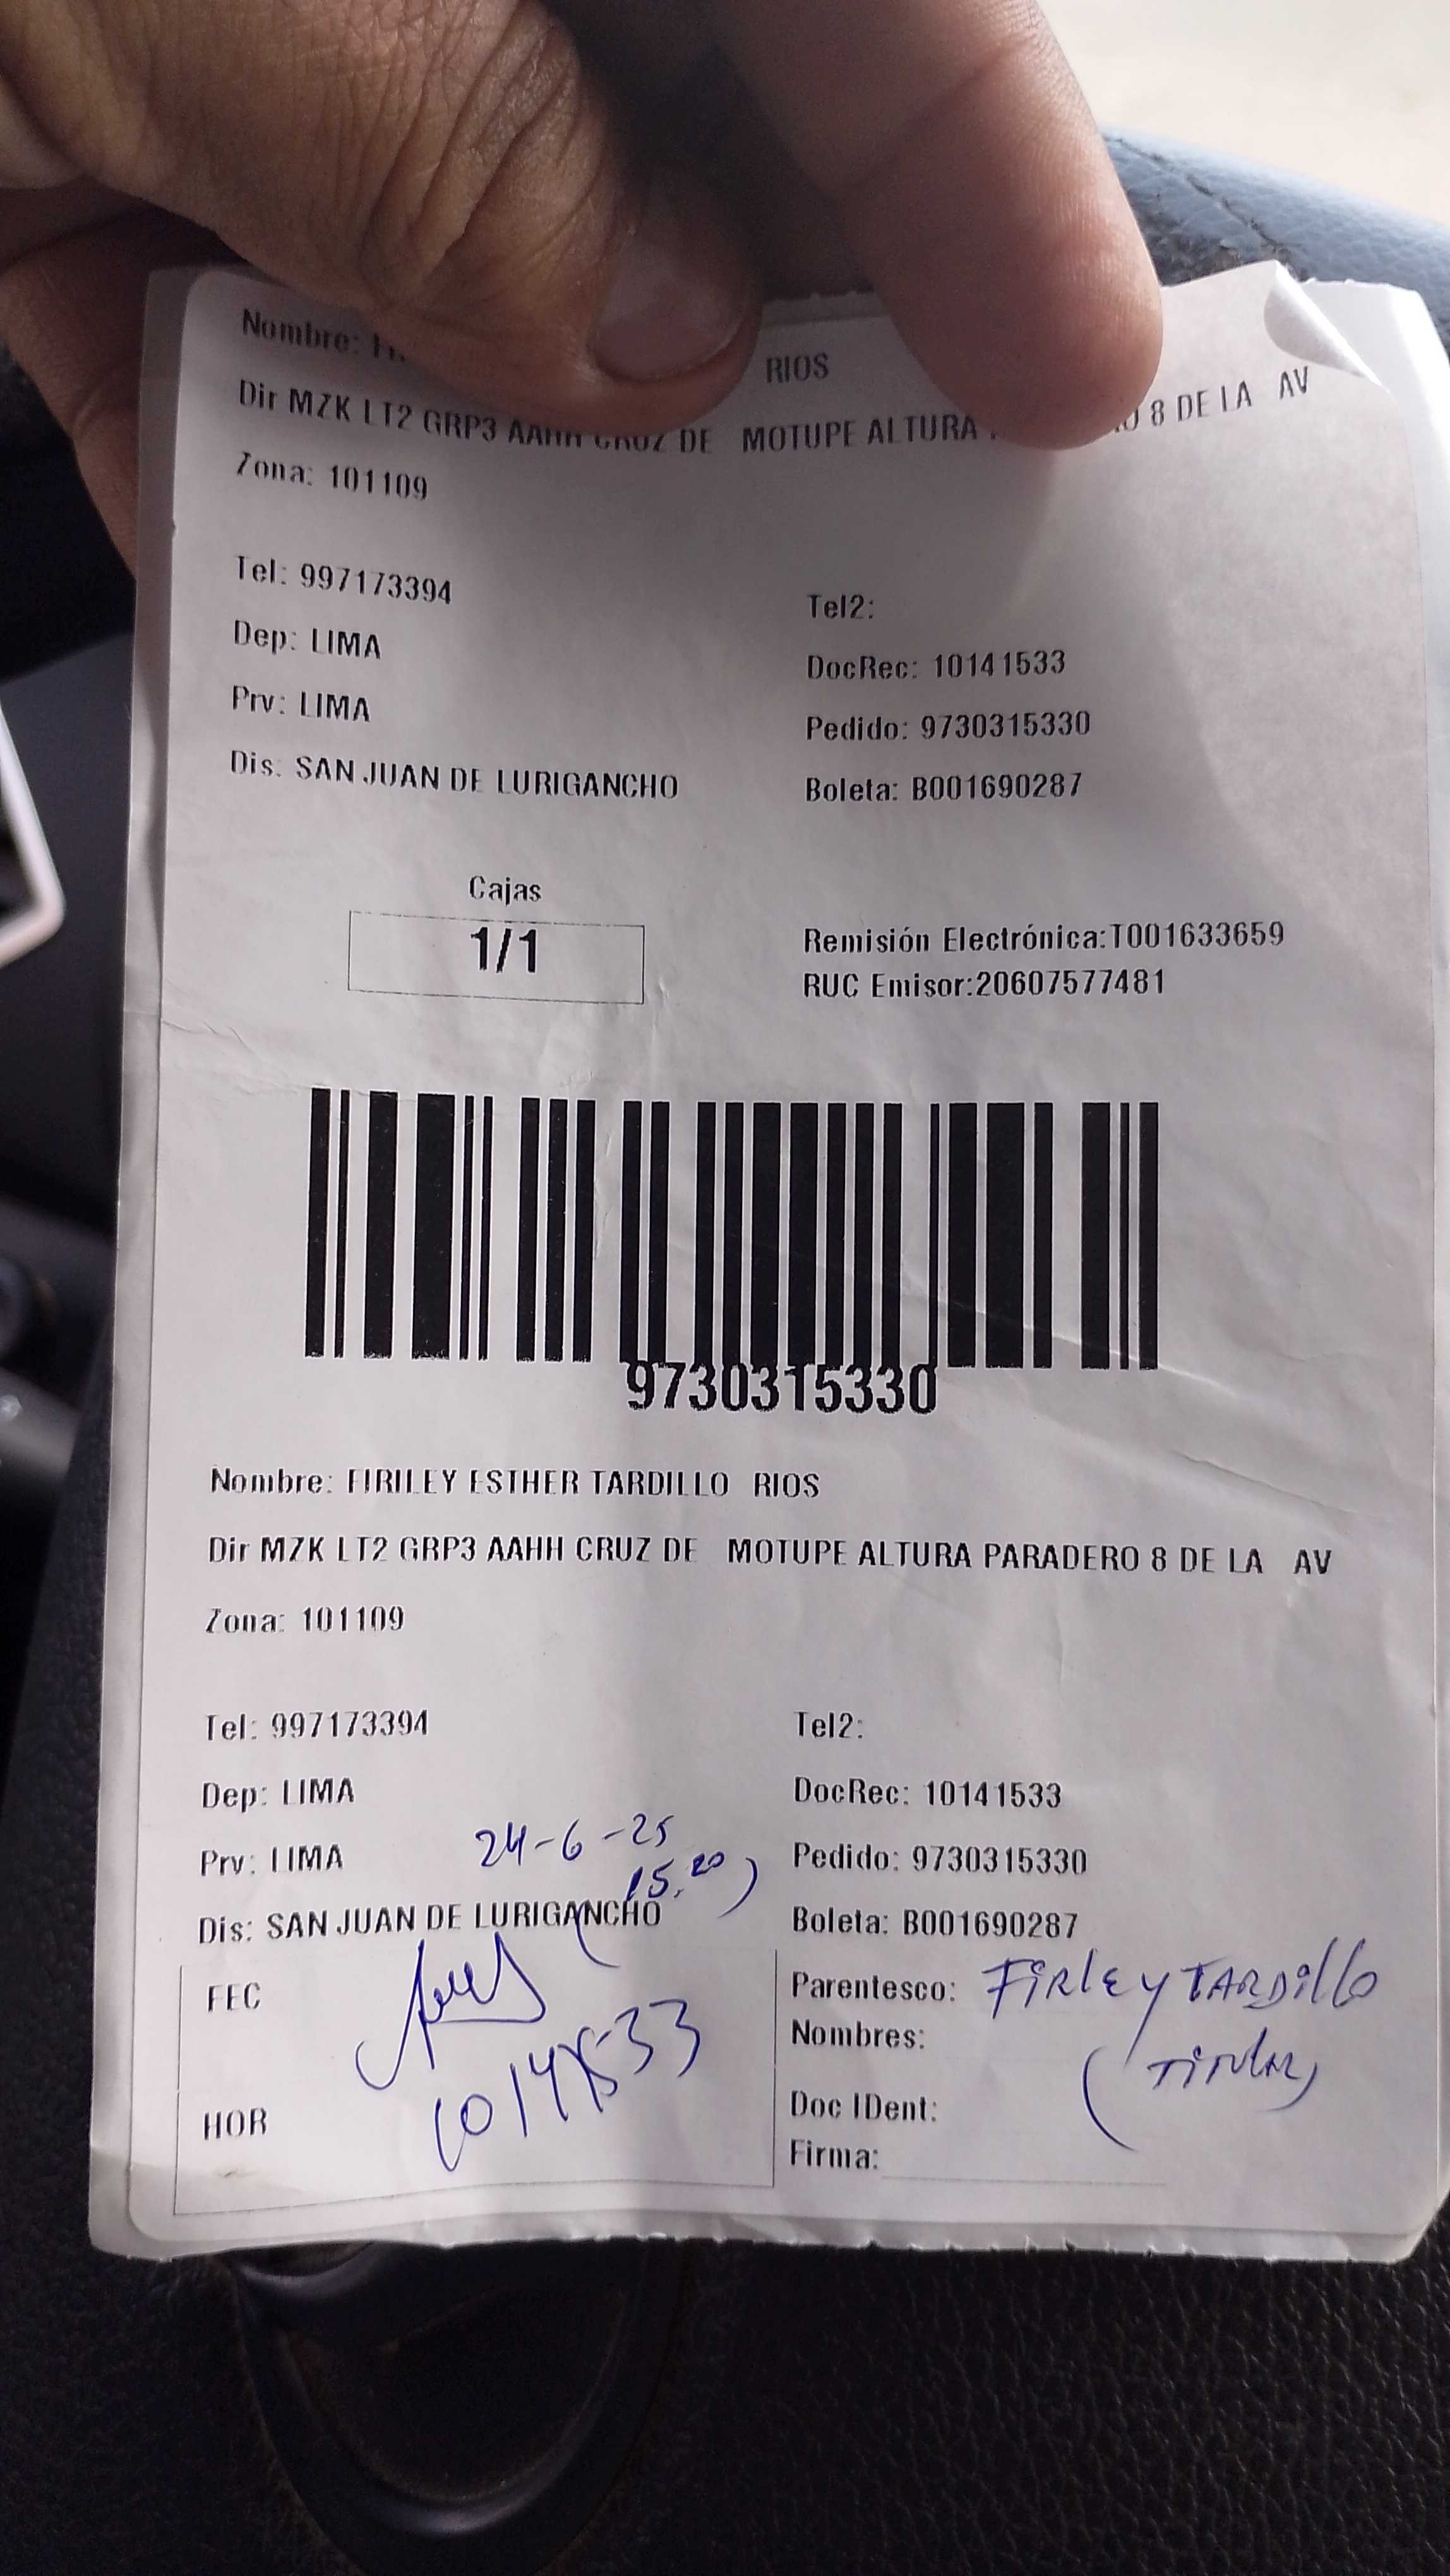 Nombre: RIOS
Dir MZK LT2 GRP3 AAHH CRUZ DE MOTUPE ALTURA 8 DE LA AV
Zona: 101109
Tel: 997173394
Tel2:
Dep: LIMA
DocRec: 10141533
Prv: LIMA
Pedido: 9730315330
Dis: SAN JUAN DE LURIGANCHO
Boleta: B001690287
Cajas
1/1
Remisión Electrónica:T001633659
RUC Emisor:20607577481
9730315330
Nombre: FIRILEY ESTHER TARDILLO RIOS
Dir MZK LT2 GRP3 AAHH CRUZ DE MOTUPE ALTURA PARADERO 8 DE LA AV
Zona: 101109
Tel: 997173394
Tel2:
Dep: LIMA
DocRec: 10141533
24-6-25
Prv: LIMA
Pedido: 9730315330
(15.20)
Dis: SAN JUAN DE LURIGANCHO
Boleta: B001690287
FEC
Parentesco: FiRleY TARDillo
Nombres:
(TiTulaR)
10141533
HOR
Doc IDent:
Firma: